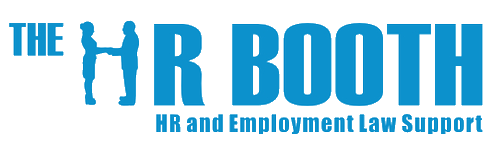 THE HR BOOTH
HR and Employment Law Support